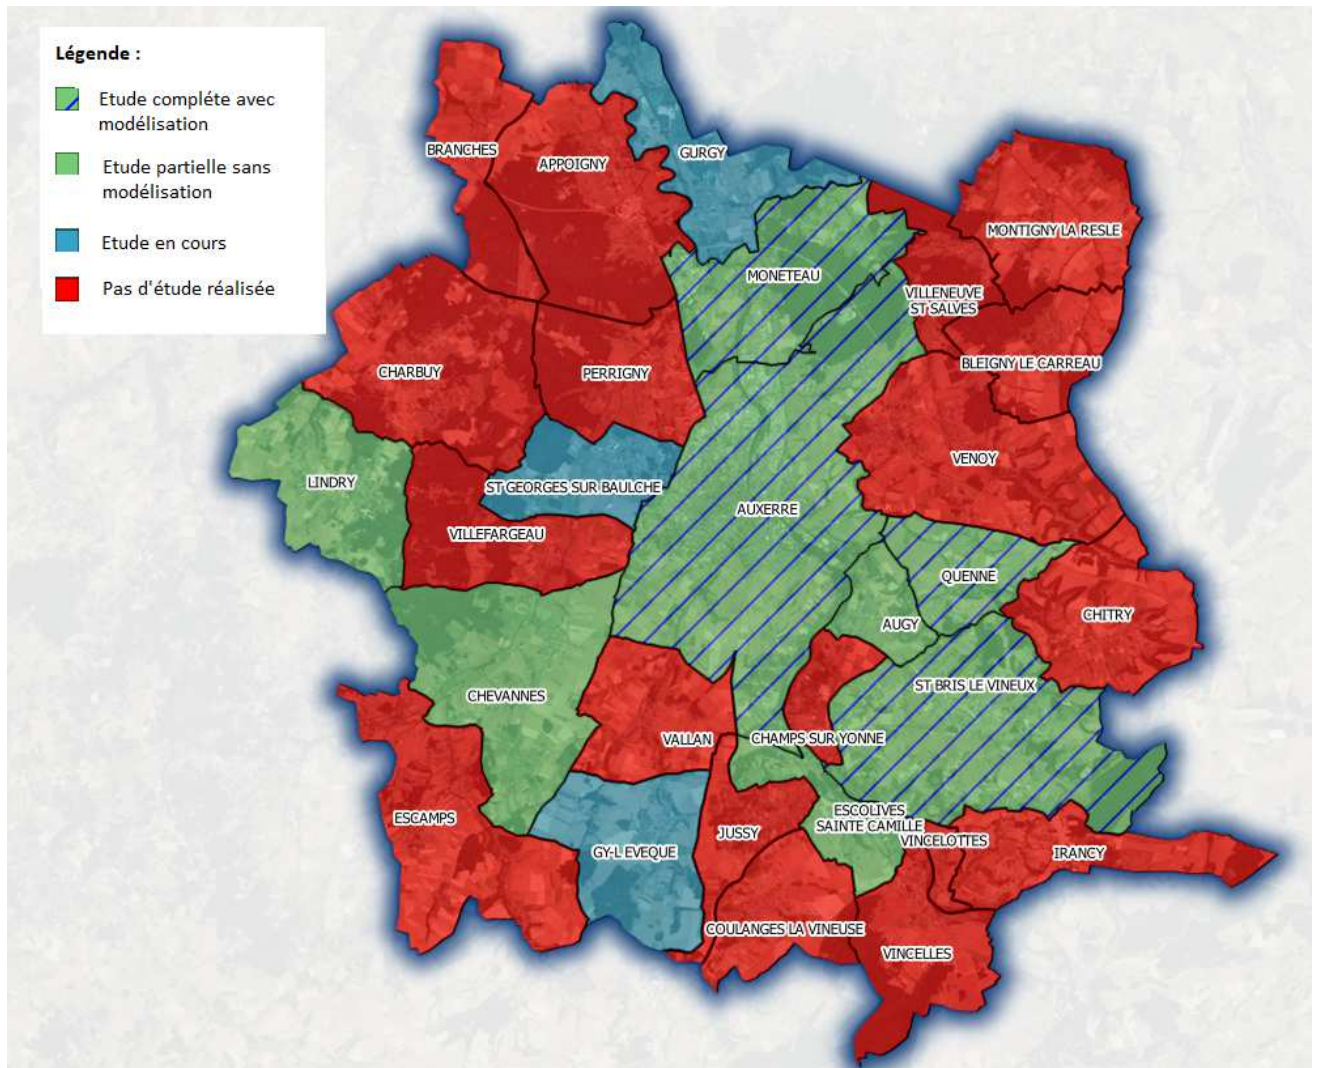 Légende :
Etude compléte avec
modélisation
Etude partielle sans
modélisation
Etude en cours
Pas d'étude réalisée
BRANCHES
APPOIGNY
GURGY
MONTIGNY LA RESLE
MONETEAU
VILLENEUVE
ST SALVES
BLEIGNY LE CARREAU
CHARBUY
PERRIGNY
VENOY
LINDRY
ST GEORGES SUR BAULCHE
AUXERRE
VILLEFARGEAU
QUENNE
CHITRY
AUGY
ST BRIS LE VINEUX
CHEVANNES
VALLAN
CHAMPS SUR YONNE
ESCAMPS
ESCOLIVES
SAINTE CAMILLE
JUSSY
VINCELOTTES
GY-L EVEQUE
IRANCY
COULANGES LA VINEUSE
VINCELLES